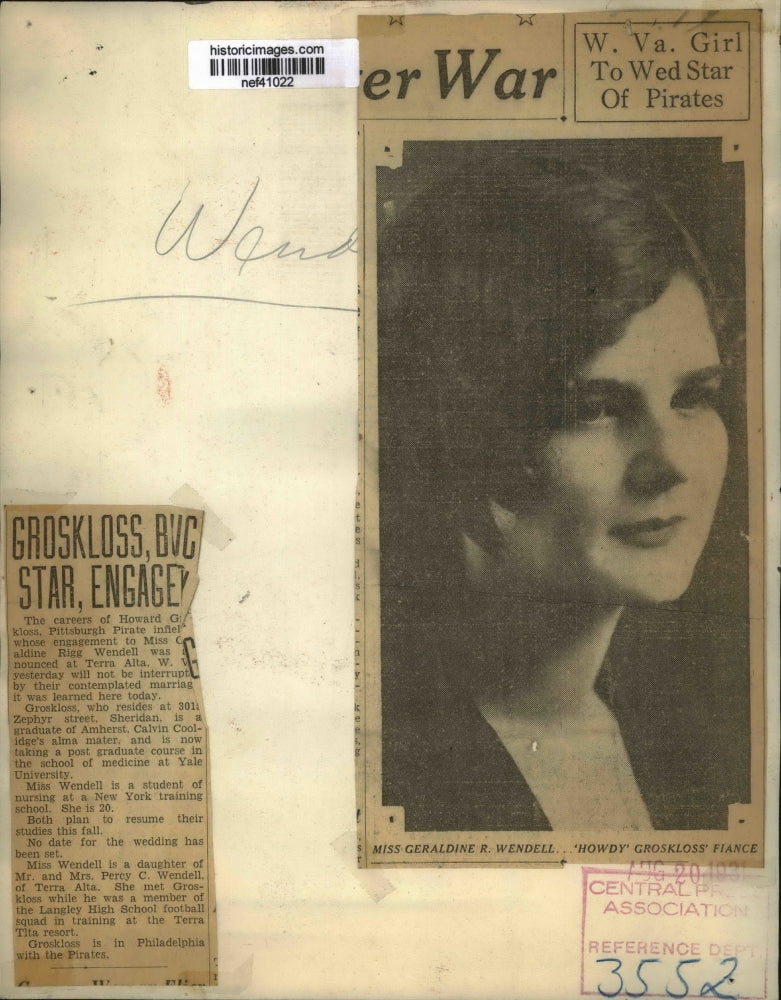 historicimages.com
nef41022
er War
W. Va. Girl
To Wed Star
Of Pirates
Wend
MISS GERALDINE R. WENDELL...'HOWDY' GROSKLOSS' FIANCE
GROSKLOSS, BVC
STAR, ENGAGE
The careers of Howard G
kloss, Pittsburgh Pirate infiel
whose engagement to Miss G
aldine Rigg Wendell was
nounced at Terra Alta, W. V
yesterday will not be interrupt
by their contemplated marriag
it was learned here today.
Groskloss, who resides at 301
Zephyr street, Sheridan, is a
graduate of Amherst, Calvin Cool-
idge's alma mater, and is now
taking a post graduate course in
the school of medicine at Yale
University.
Miss Wendell is a student of
nursing at a New York training
school. She is 20.
Both plan to resume their
studies this fall.
No date for the wedding has
been set.
Miss Wendell is a daughter of
Mr. and Mrs. Percy C. Wendell,
of Terra Alta. She met Gros-
kloss while he was a member of
the Langley High School football
squad in training at the Terra
Tlta resort.
Groskloss is in Philadelphia
with the Pirates.
AUG 20 1931
CENTRAL PR
ASSOCIATION
REFERENCE DEPT
3552